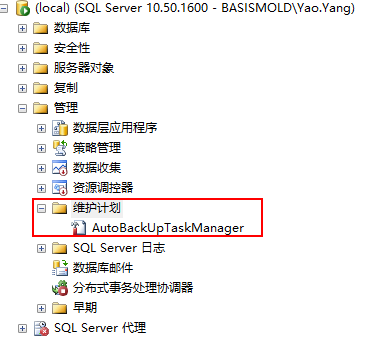 (local) (SQL Server 10.50.1600 - BASISMOLD\Yao.Yang)
数据库
安全性
服务器对象
复制
管理
数据层应用程序
策略管理
数据收集
资源调控器
维护计划
AutoBackUpTaskManager
SQL Server 日志
数据库邮件
分布式事务处理协调器
早期
SQL Server 代理